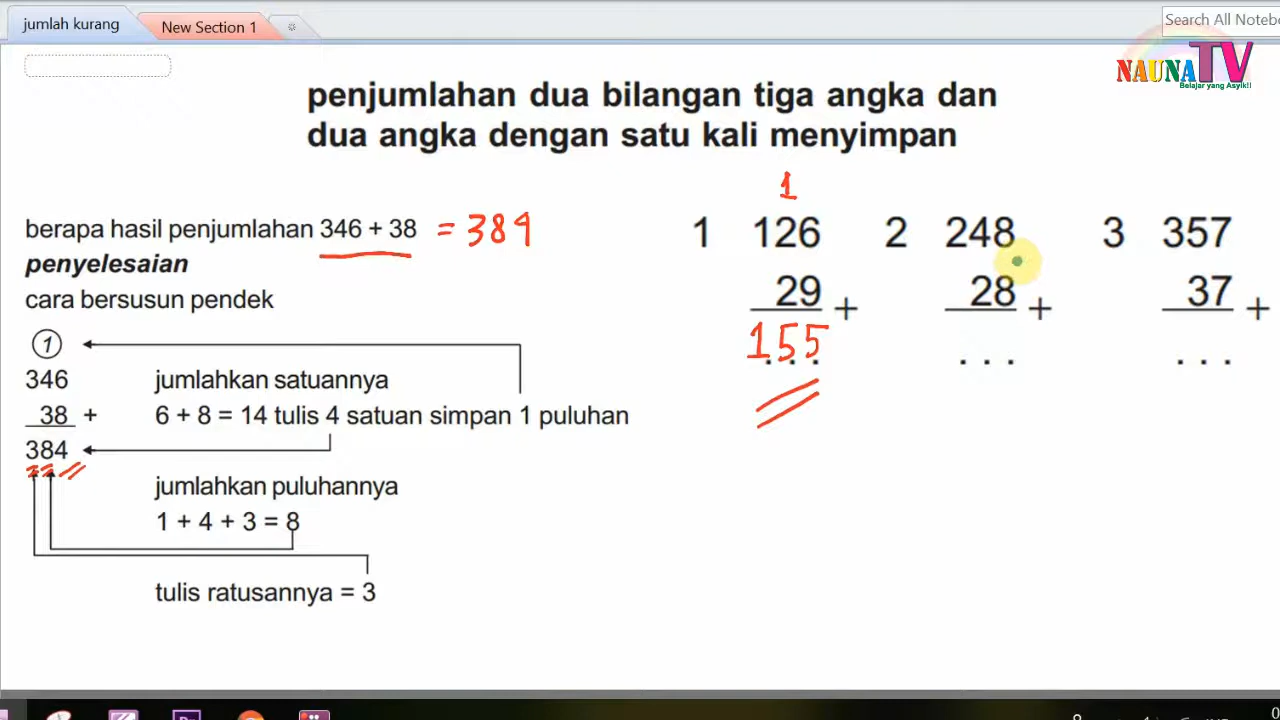 jumlah kurang
New Section 1
Search All Notebo
NAUNA TV
Belajar yang Asyik!!
penjumlahan dua bilangan tiga angka dan
dua angka dengan satu kali menyimpan
berapa hasil penjumlahan 346 + 38 = 384
penyelesaian
cara bersusun pendek
1
346 jumlahkan satuannya
38 + 6 + 8 = 14 tulis 4 satuan simpan 1 puluhan
384
jumlahkan puluhannya
1 + 4 + 3 = 8
tulis ratusannya = 3
1
1 126 2 248 3 357
29 + 28 + 37 +
155 ... ...